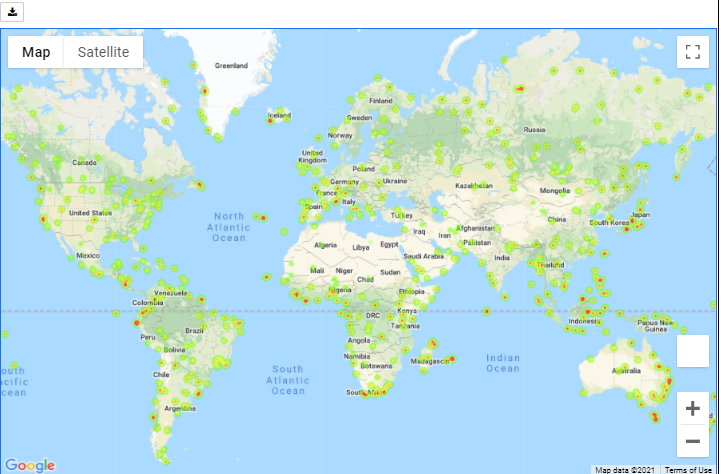 Map Satellite
Greenland
Iceland
Finland
Sweden
Norway
Russia
Canada
United
Kingdom
Poland
Germany
Ukraine
France
Kazakhstan
Mongolia
Italy
Spain
United States
North
Atlantic
Ocean
Turkey
China
South Korea
Japan
Iraq
Iran
Afghanistan
Pakistan
Algeria
Libya
Egypt
Saudi Arabia
Mexico
India
Mali
Niger
Chad
Sudan
Thailand
Nigeria
Ethiopia
Venezuela
Colombia
Kenya
DRC
Indonesia
Papua New
Guinea
Tanzania
Brazil
Peru
Angola
Bolivia
Namibia
Botswana
Madagascar
Indian
Ocean
South
Atlantic
Ocean
Chile
Australia
South Africa
Argentina
Google
Map data ©2021 Terms of Use